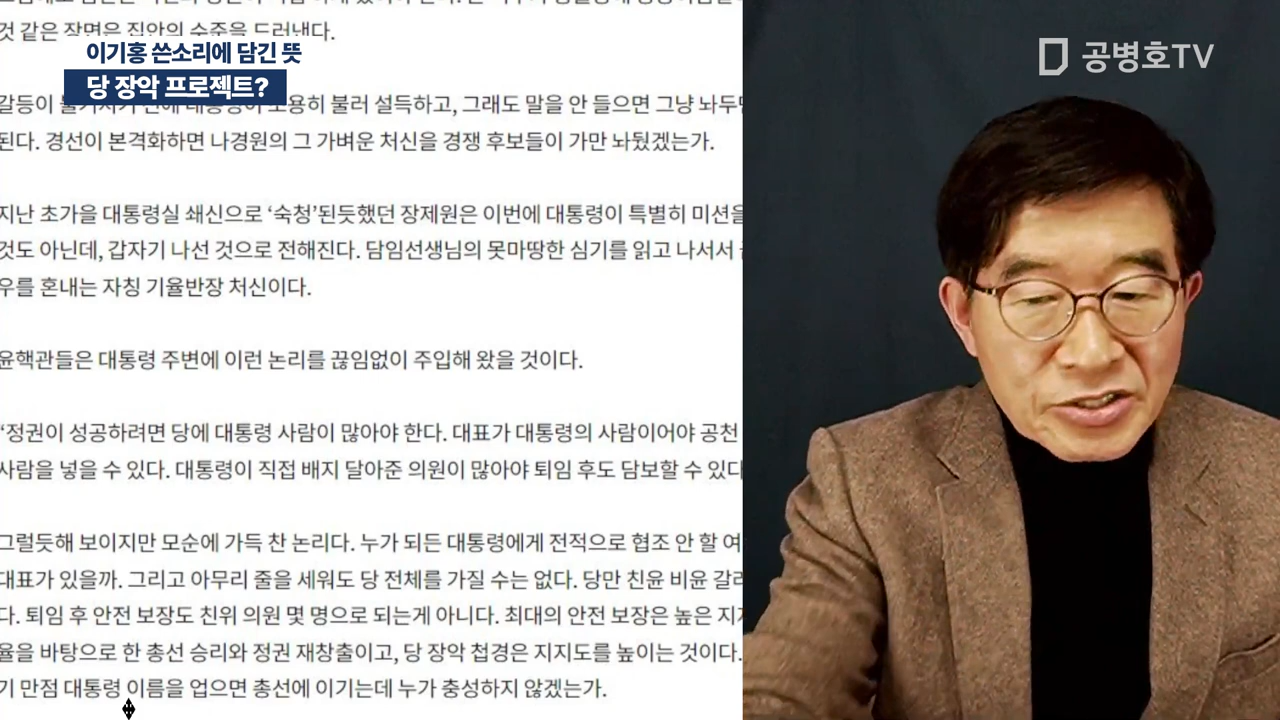 것 같은 장면은 집안의 수준을 드러낸다.
이기홍 쓴소리에 담긴 뜻
당 장악 프로젝트?
공병호TV
갈등이 불거지기 전에 대통령이 조용히 불러 설득하고, 그래도 말을 안 들으면 그냥 놔두면
된다. 경선이 본격화하면 나경원의 그 가벼운 처신을 경쟁 후보들이 가만 놔뒀겠는가.
지난 초가을 대통령실 쇄신으로 ‘숙청’된듯했던 장제원은 이번에 대통령이 특별히 미션을
것도 아닌데, 갑자기 나선 것으로 전해진다. 담임선생님의 못마땅한 심기를 읽고 나서서
우를 혼내는 자칭 기율반장 처신이다.
윤핵관들은 대통령 주변에 이런 논리를 끊임없이 주입해 왔을 것이다.
“정권이 성공하려면 당에 대통령 사람이 많아야 한다. 대표가 대통령의 사람이어야 공천
사람을 넣을 수 있다. 대통령이 직접 배지 달아준 의원이 많아야 퇴임 후도 담보할 수 있다
그럴듯해 보이지만 모순에 가득 찬 논리다. 누가 되든 대통령에게 전적으로 협조 안 할 여
대표가 있을까. 그리고 아무리 줄을 세워도 당 전체를 가질 수는 없다. 당만 친윤 비윤 갈라
다. 퇴임 후 안전 보장도 친위 의원 몇 명으로 되는게 아니다. 최대의 안전 보장은 높은 지지
율을 바탕으로 한 총선 승리와 정권 재창출이고, 당 장악 첩경은 지지도를 높이는 것이다.
기 만점 대통령 이름을 업으면 총선에 이기는데 누가 충성하지 않겠는가.